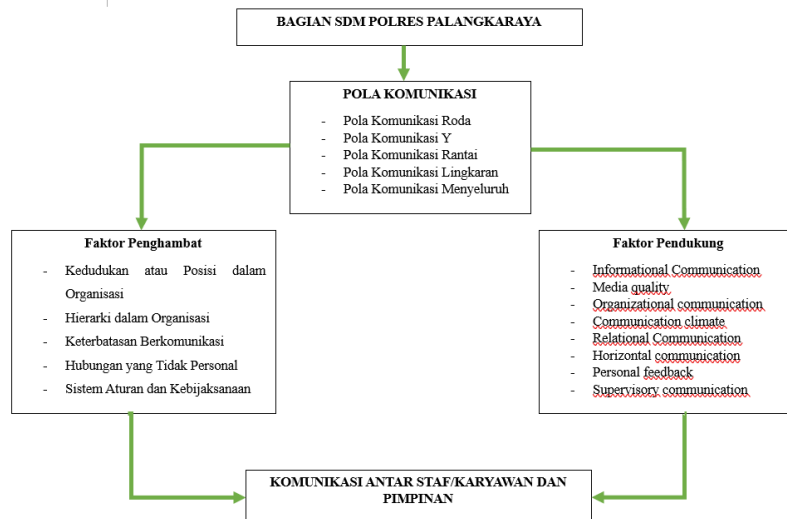 BAGIAN SDM POLRES PALANGKARAYA
POLA KOMUNIKASI
- Pola Komunikasi Roda
- Pola Komunikasi Y
- Pola Komunikasi Rantai
- Pola Komunikasi Lingkaran
- Pola Komunikasi Menyeluruh
Faktor Penghambat
- Kedudukan atau Posisi dalam
Organisasi
- Hierarki dalam Organisasi
- Keterbatasan Berkomunikasi
- Hubungan yang Tidak Personal
- Sistem Aturan dan Kebijaksanaan
Faktor Pendukung
- Informational Communication
- Media quality
- Organizational communication
- Communication climate
- Relational Communication
- Horizontal communication
- Personal feedback
- Supervisory communication
KOMUNIKASI ANTAR STAF/KARYAWAN DAN
PIMPINAN